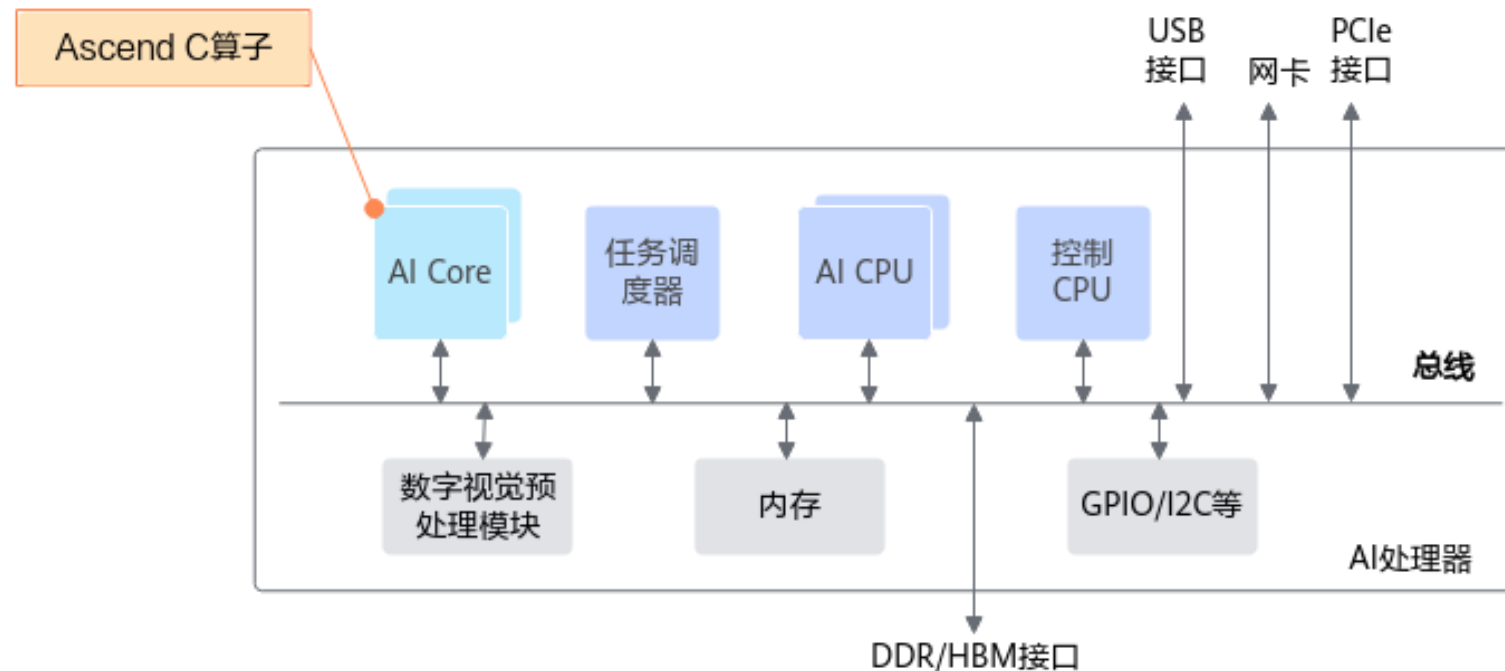 Ascend C算子
USB
接口
网卡
PCIe
接口
AI Core
任务调
度器
AI CPU
控制
CPU
总线
数字视觉预
处理模块
内存
GPIO/I2C等
AI处理器
DDR/HBM接口